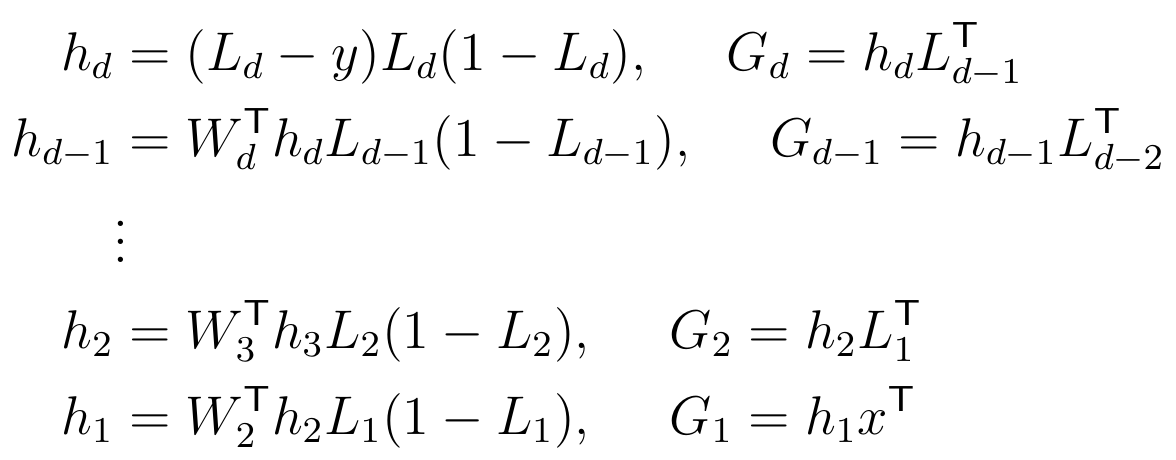 h_d = (L_d − y)L_d(1 − L_d),   G_d = h_d L_{d−1}^T
h_{d−1} = W_d^T h_d L_{d−1}(1 − L_{d−1}),   G_{d−1} = h_{d−1} L_{d−2}^T
⋮
h_2 = W_3^T h_3 L_2(1 − L_2),   G_2 = h_2 L_1^T
h_1 = W_2^T h_2 L_1(1 − L_1),   G_1 = h_1 x^T